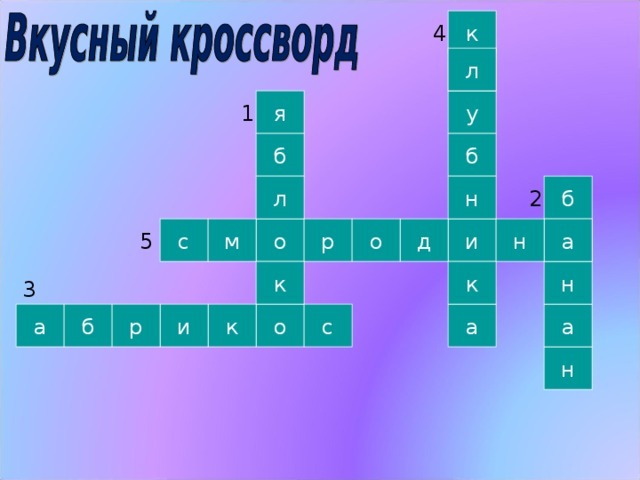 Вкусный кроссворд
4 к
л
1 я у
б б
л н 2 б
5 с м о р о д и н а
3 к к н
а б р и к о с а а
н